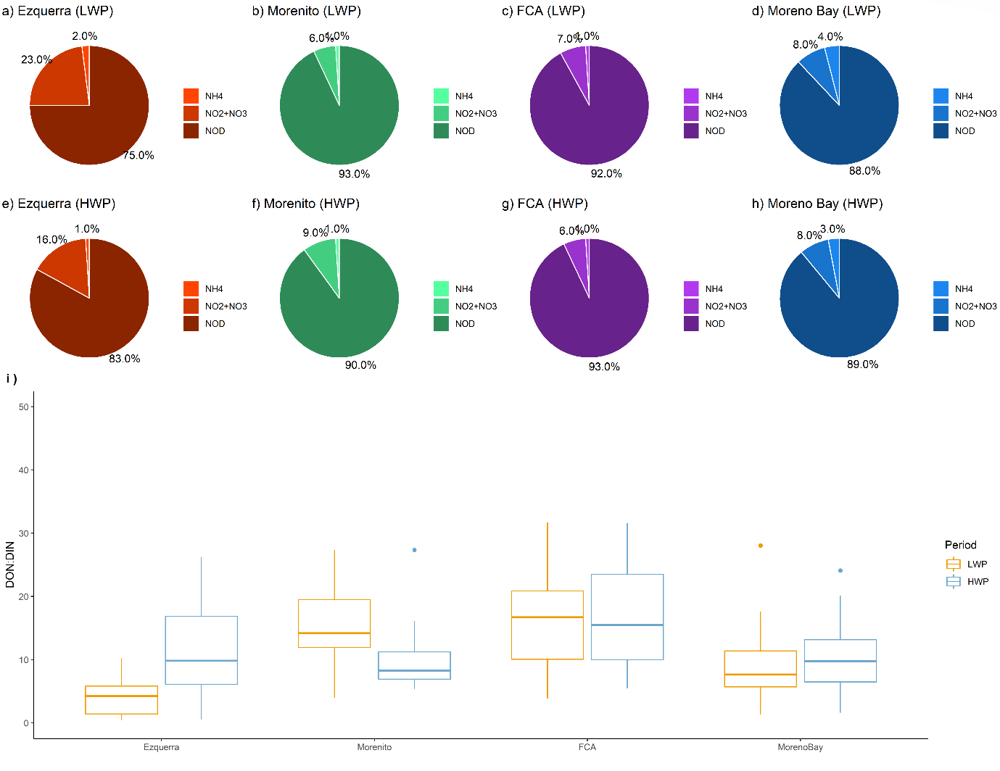 a) Ezquerra (LWP)
b) Morenito (LWP)
c) FCA (LWP)
d) Moreno Bay (LWP)
2.0%
23.0%
75.0%
NH4
NO2+NO3
NOD
6.0%
1.0%
93.0%
NH4
NO2+NO3
NOD
7.0%
1.0%
92.0%
NH4
NO2+NO3
NOD
4.0%
8.0%
88.0%
NH4
NO2+NO3
NOD
e) Ezquerra (HWP)
f) Morenito (HWP)
g) FCA (HWP)
h) Moreno Bay (HWP)
1.0%
16.0%
83.0%
NH4
NO2+NO3
NOD
9.0%
1.0%
90.0%
NH4
NO2+NO3
NOD
6.0%
1.0%
93.0%
NH4
NO2+NO3
NOD
3.0%
8.0%
89.0%
NH4
NO2+NO3
NOD
i )
DON:DIN
50
40
30
20
10
0
Ezquerra
Morenito
FCA
MorenoBay
Period
LWP
HWP